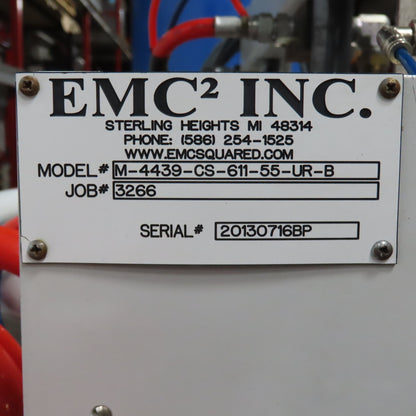 EMC² INC.
STERLING HEIGHTS MI 48314
PHONE: (586) 254-1525
WWW.EMCSQUARED.COM
MODEL# M-4439-CS-611-55-UR-B
JOB# 3266
SERIAL# 20130716BP